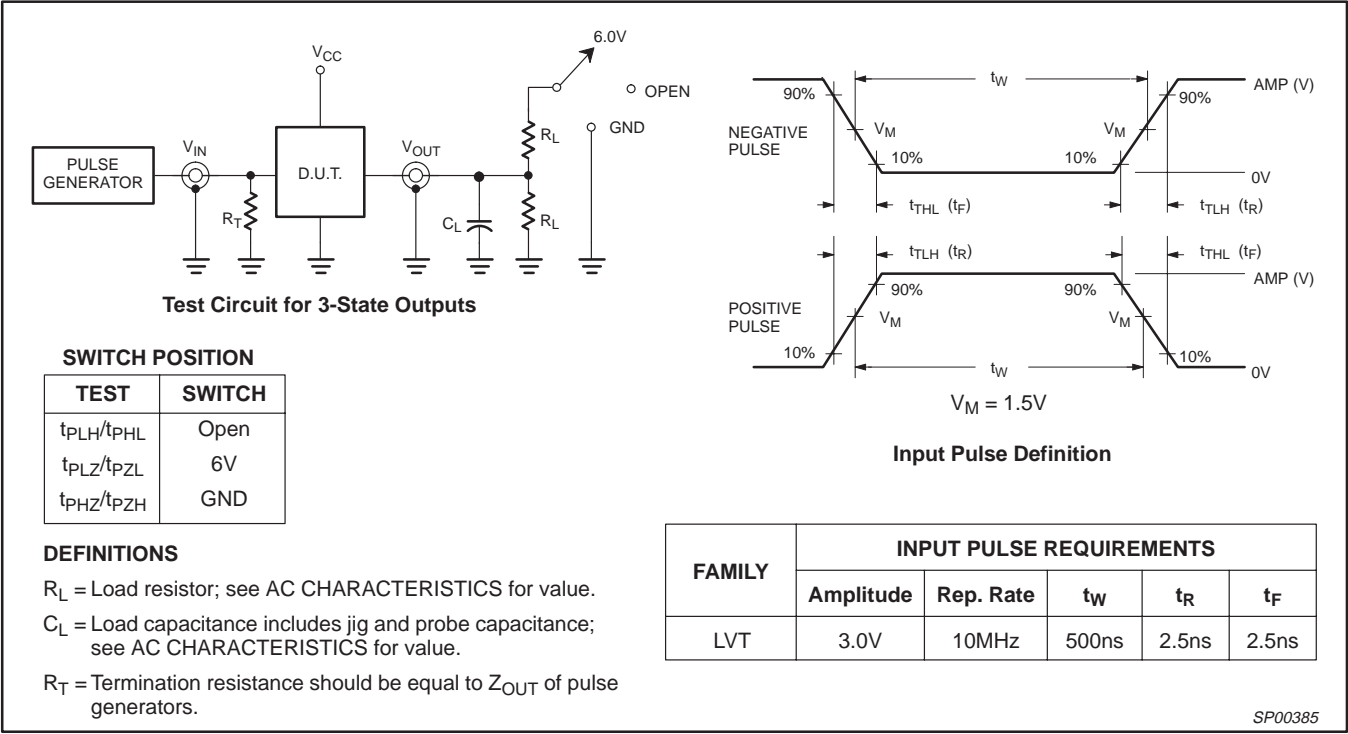 6.0V
VCC
OPEN
GND
RL
VIN
VOUT
PULSE
GENERATOR
D.U.T.
RT
CL
RL
Test Circuit for 3-State Outputs
tW
AMP (V)
90%
90%
NEGATIVE
PULSE
VM
VM
10%
10%
0V
tTHL (tF)
tTLH (tR)
tTLH (tR)
tTHL (tF)
AMP (V)
90%
90%
POSITIVE
PULSE
VM
VM
10%
10%
tW
0V
VM = 1.5V
Input Pulse Definition
SWITCH POSITION
TEST SWITCH
tPLH/tPHL Open
tPLZ/tPZL 6V
tPHZ/tPZH GND
DEFINITIONS
RL = Load resistor; see AC CHARACTERISTICS for value.
CL = Load capacitance includes jig and probe capacitance;
see AC CHARACTERISTICS for value.
RT = Termination resistance should be equal to ZOUT of pulse
generators.
FAMILY
INPUT PULSE REQUIREMENTS
Amplitude Rep. Rate tW tR tF
LVT 3.0V 10MHz 500ns 2.5ns 2.5ns
SP00385